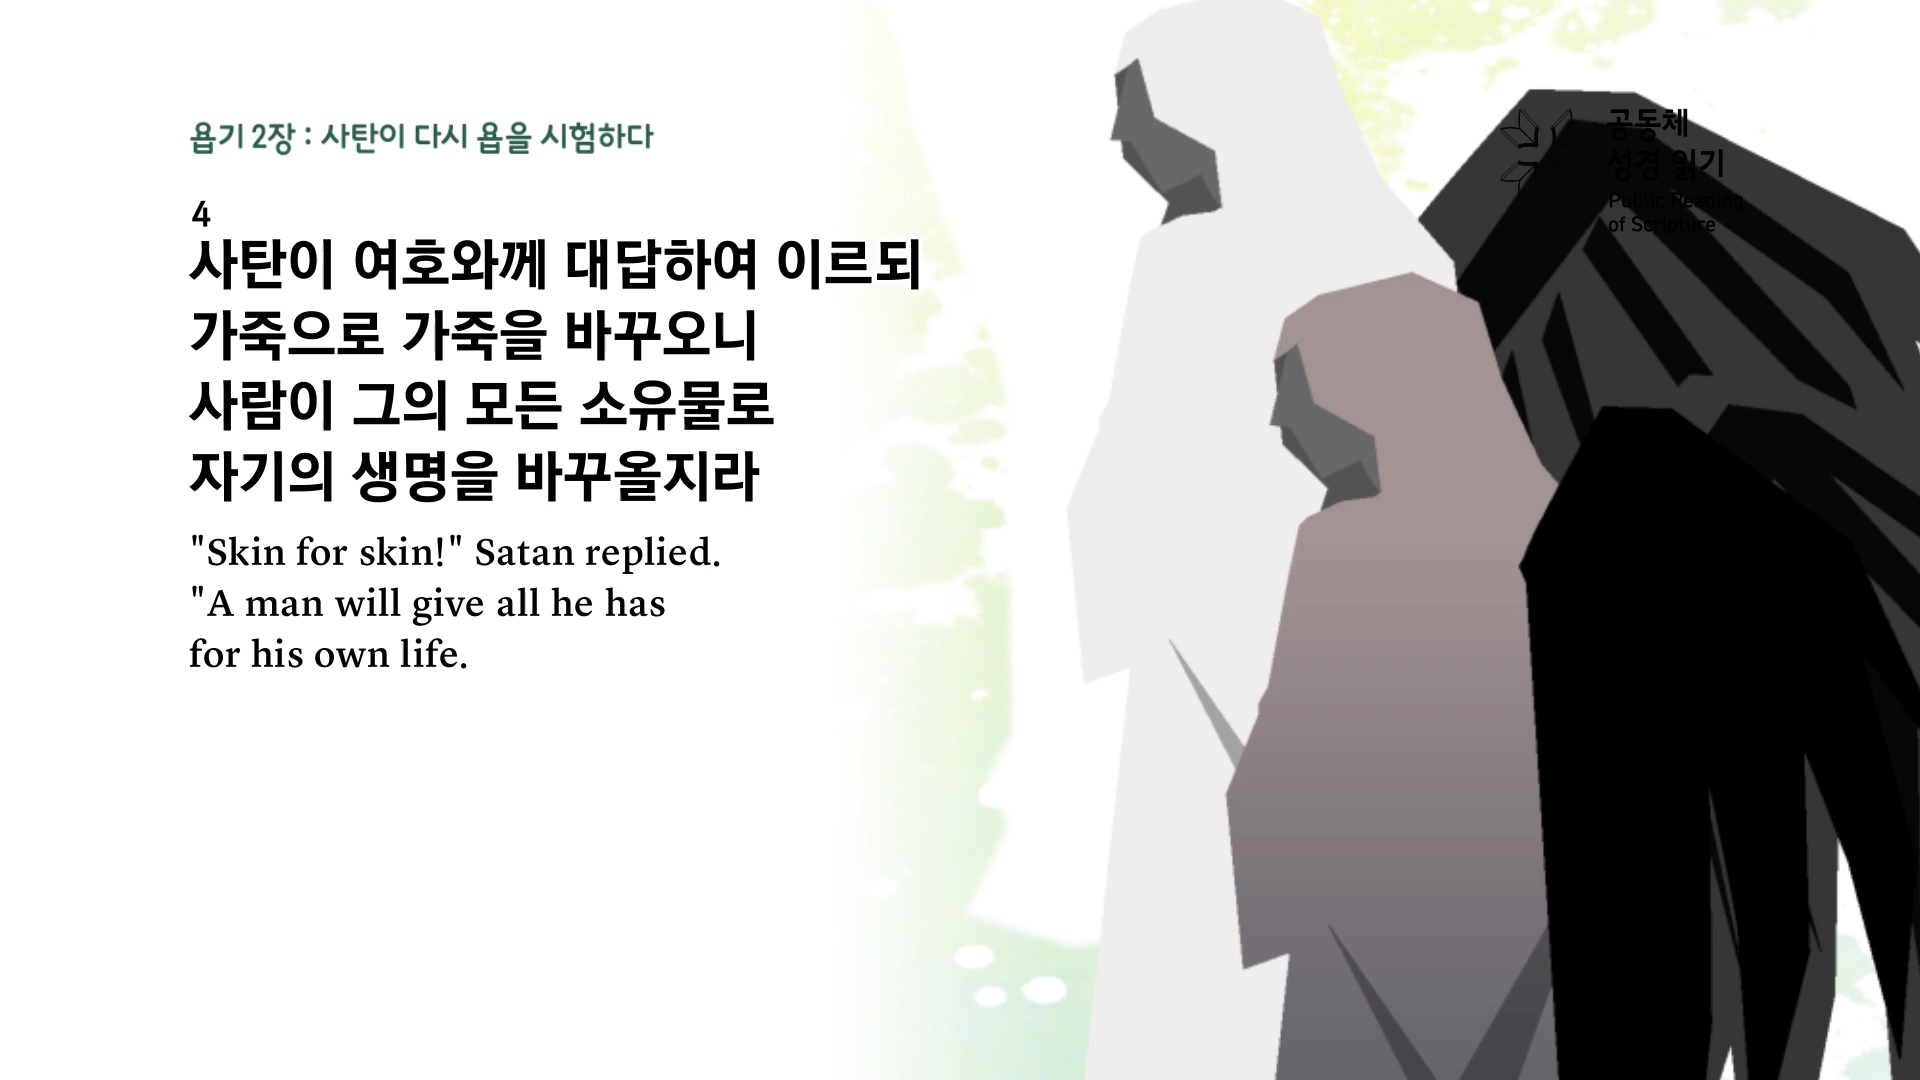 욥기 2장 : 사탄이 다시 욥을 시험하다
4
사탄이 여호와께 대답하여 이르되
가죽으로 가죽을 바꾸오니
사람이 그의 모든 소유물로
자기의 생명을 바꾸올지라
"Skin for skin!" Satan replied.
"A man will give all he has
for his own life.
공동체
성경 읽기
Public Reading
of Scripture